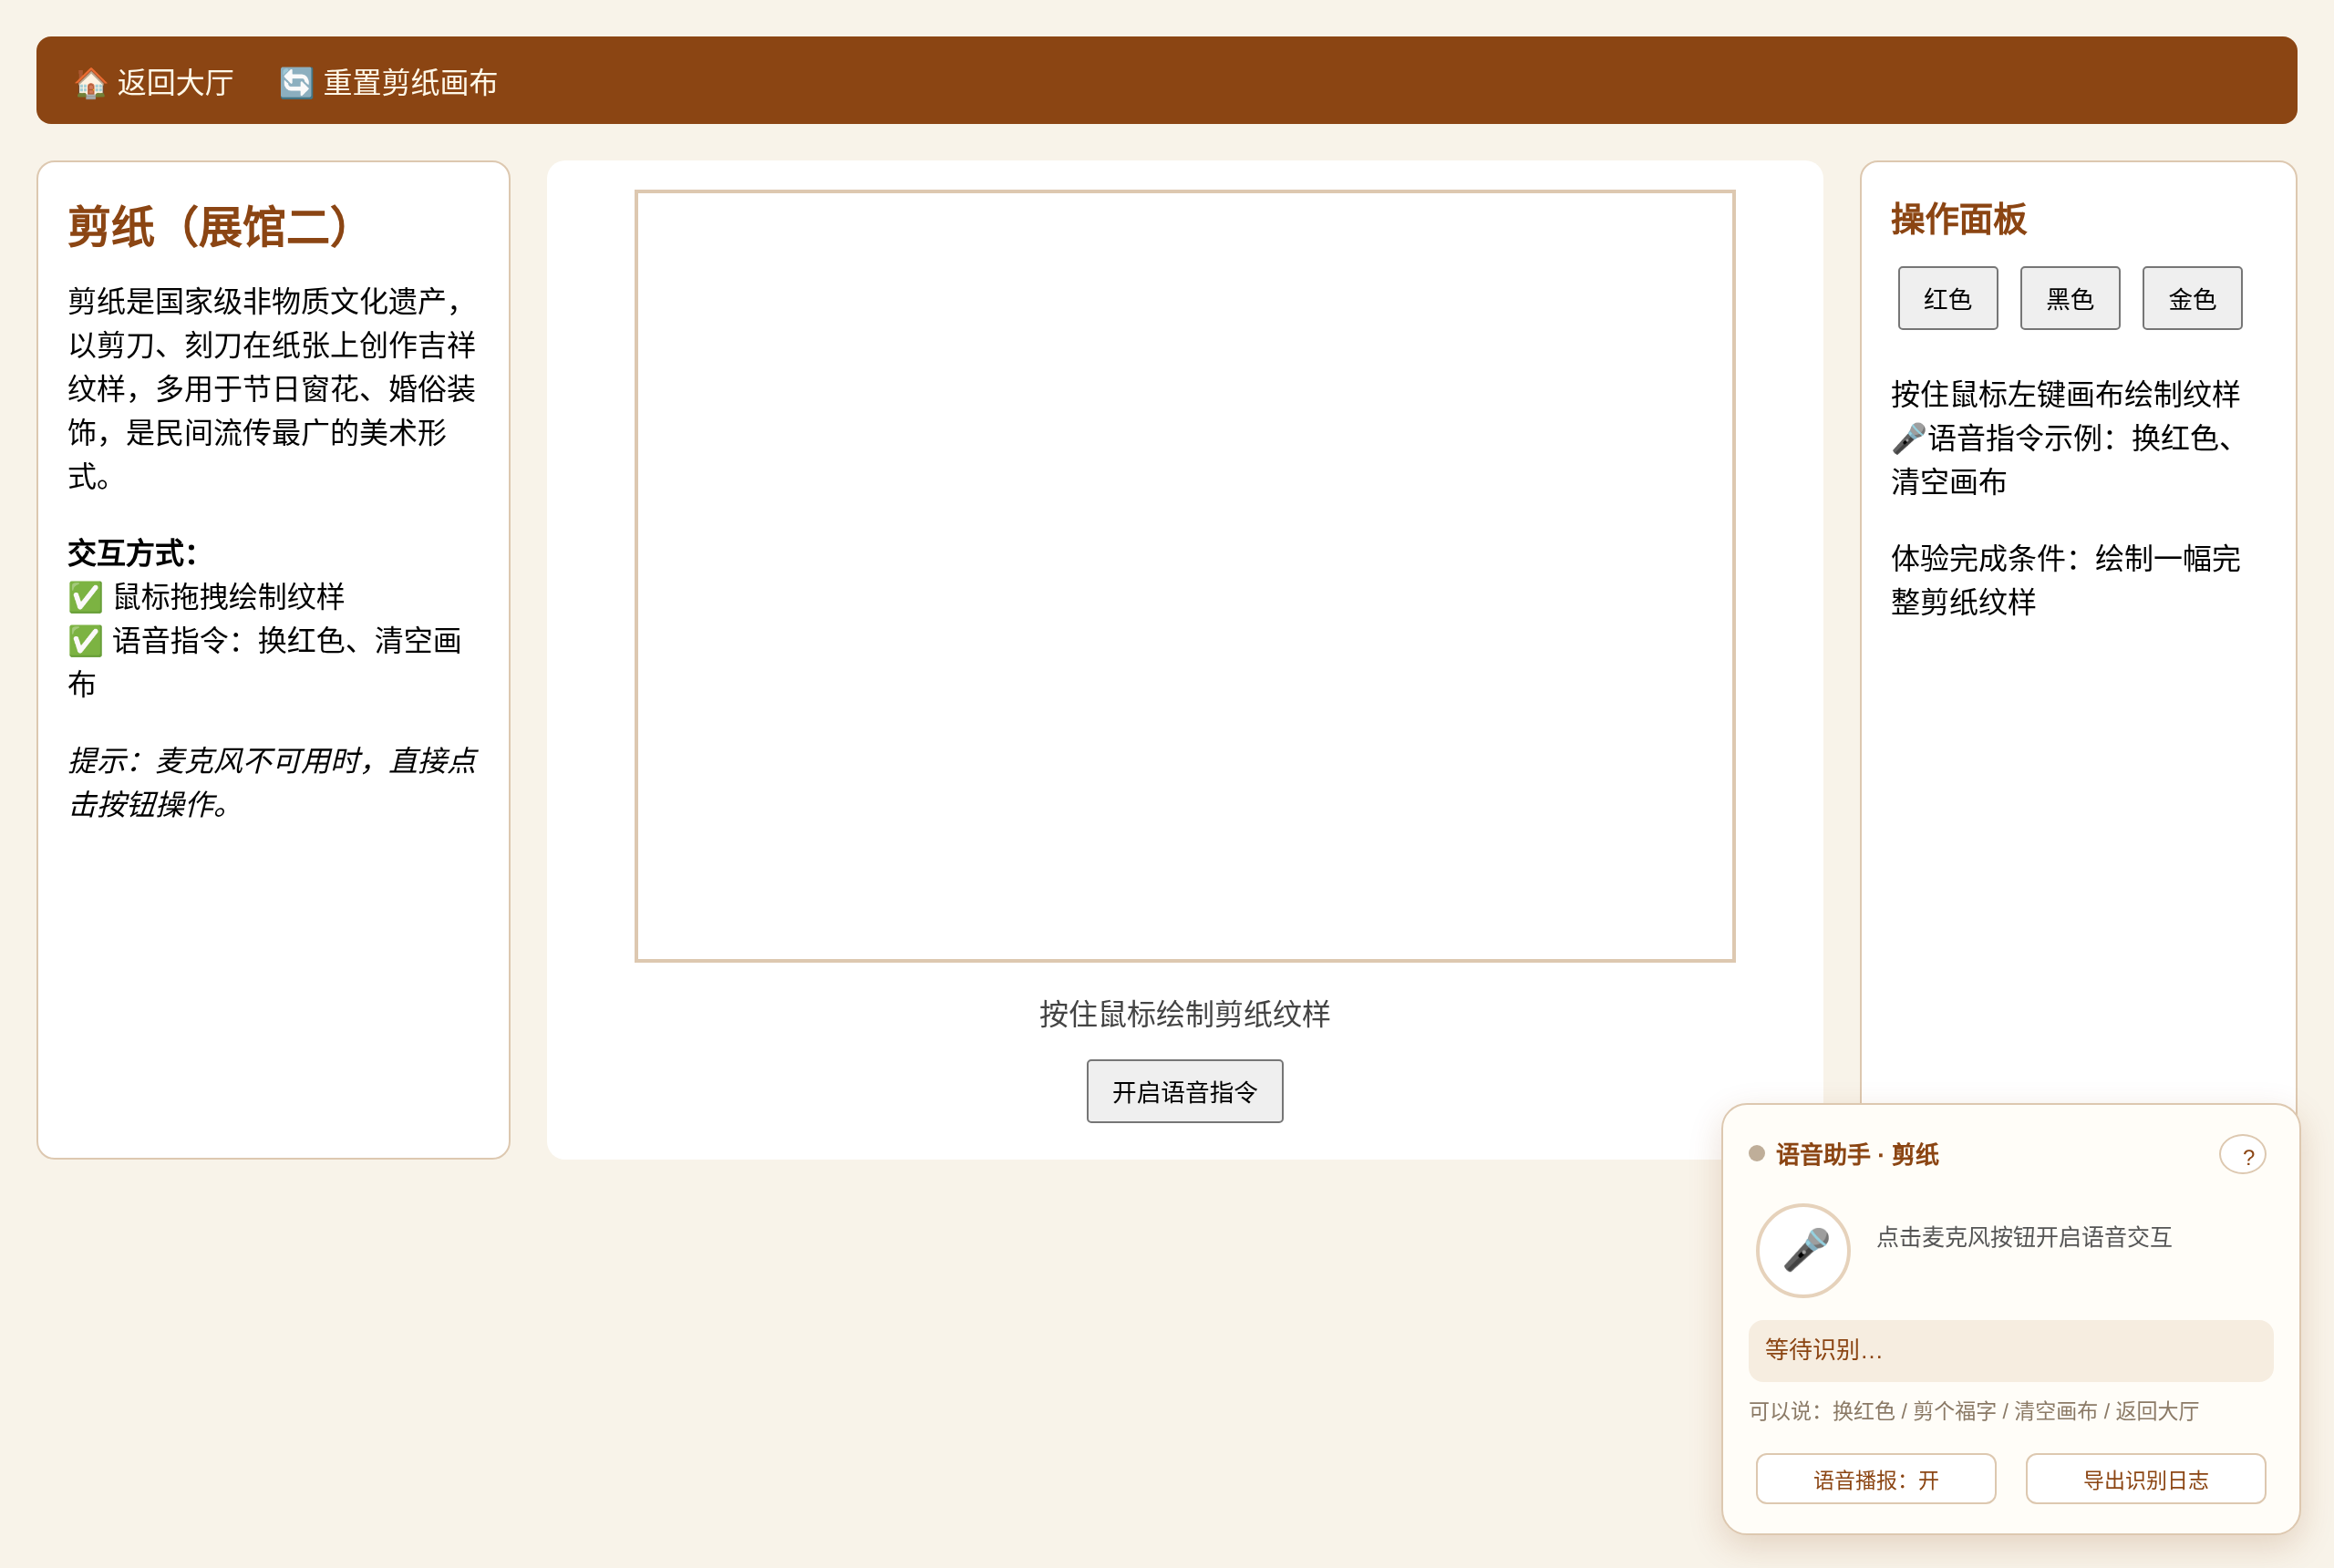 🏠 返回大厅 🔄 重置剪纸画布
剪纸（展馆二）
剪纸是国家级非物质文化遗产，
以剪刀、刻刀在纸张上创作吉祥
纹样，多用于节日窗花、婚俗装
饰，是民间流传最广的美术形
式。
交互方式：
✅ 鼠标拖拽绘制纹样
✅ 语音指令：换红色、清空画
布
提示：麦克风不可用时，直接点
击按钮操作。
按住鼠标绘制剪纸纹样
开启语音指令
操作面板
红色 黑色 金色
按住鼠标左键画布绘制纹样
🎤语音指令示例：换红色、
清空画布
体验完成条件：绘制一幅完
整剪纸纹样
语音助手 · 剪纸 ?
🎤 点击麦克风按钮开启语音交互
等待识别…
可以说：换红色 / 剪个福字 / 清空画布 / 返回大厅
语音播报：开 导出识别日志